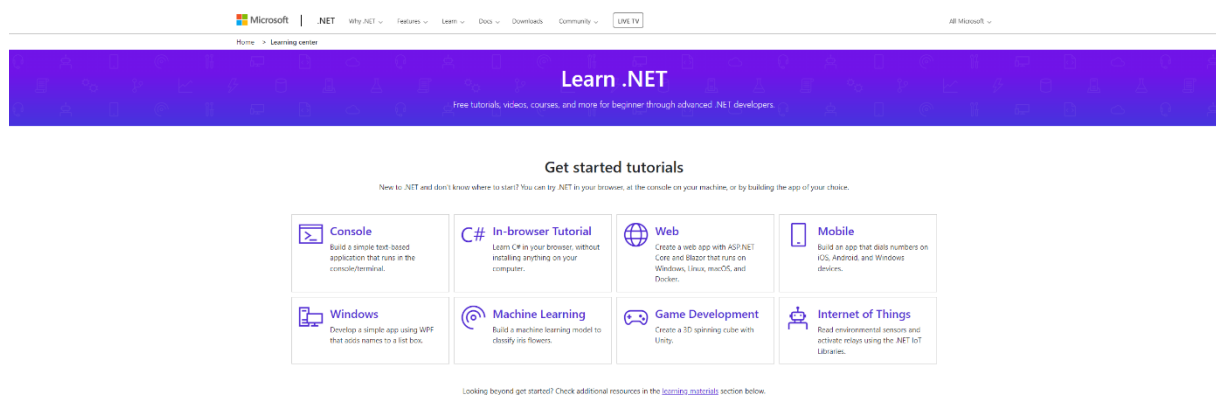 Microsoft .NET Why .NET Features Learn Docs Downloads Community LIVE TV All Microsoft
Home > Learning center
Learn .NET
Free tutorials, videos, courses, and more for beginner through advanced .NET developers.
Get started tutorials
New to .NET and don't know where to start? You can try .NET in your browser, at the console on your machine, or by building the app of your choice.
Console
Build a simple text-based
application that runs in the
console/terminal.
C# In-browser Tutorial
Learn C# in your browser, without
installing anything on your
computer.
Web
Create a web app with ASP.NET
Core and Blazor that runs on
Windows, Linux, macOS, and
Docker.
Mobile
Build an app that dials numbers on
iOS, Android, and Windows
devices.
Windows
Develop a simple app using WPF
that adds names to a list box.
Machine Learning
Build a machine learning model to
classify iris flowers.
Game Development
Create a 3D spinning cube with
Unity.
Internet of Things
Read environmental sensors and
activate relays using the .NET IoT
Libraries.
Looking beyond get started? Check additional resources in the learning materials section below.